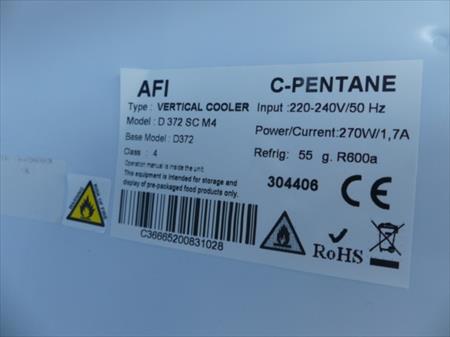 AFI
C-PENTANE
Type : VERTICAL COOLER
Input :220-240V/50 Hz
Model : D 372 SC M4
Power/Current:270W/1,7A
Base Model : D372
Refrig: 55 g. R600a
Class : 4
Operation manual is inside the unit.
This equipment is intended for storage and
display of pre-packaged food products only.
304406
CE
C36665200831028
RoHS